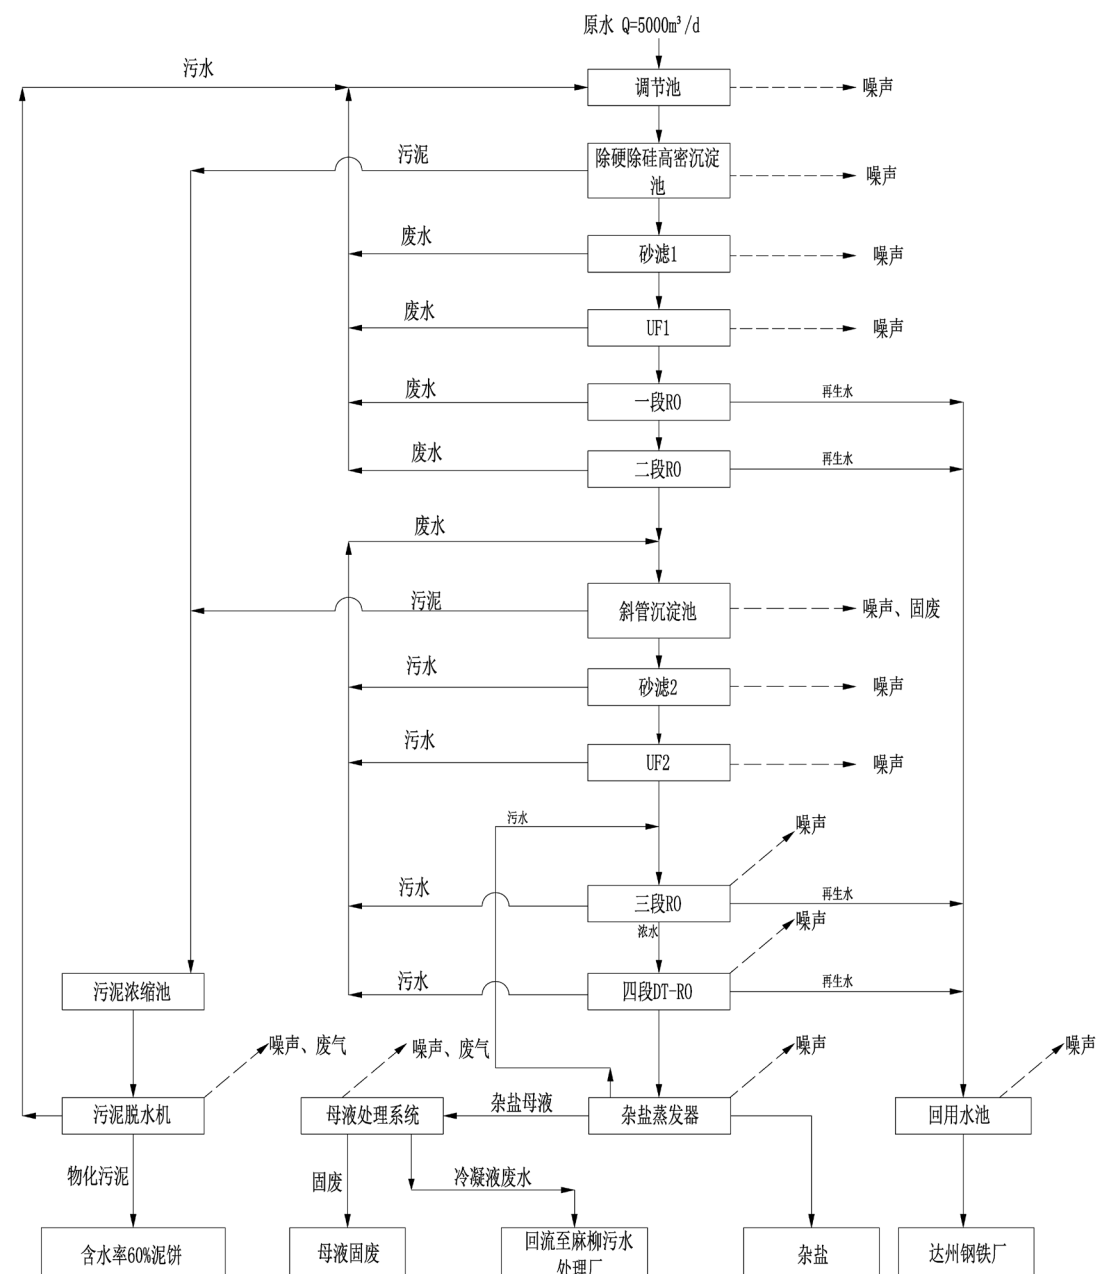 原水 Q=5000m³/d
污水
调节池
噪声
污泥
除硬除硅高密沉淀
池
噪声
废水
砂滤1
噪声
废水
UF1
噪声
废水
一段RO
再生水
废水
二段RO
再生水
废水
污泥
斜管沉淀池
噪声、固废
污水
砂滤2
噪声
污水
UF2
噪声
污水
噪声
污水
三段RO
再生水
浓水
噪声
污泥浓缩池
污水
四段DT-RO
再生水
噪声、废气
噪声、废气
噪声
噪声
污泥脱水机
母液处理系统
杂盐母液
杂盐蒸发器
回用水池
物化污泥
固废
冷凝液废水
含水率60%泥饼
母液固废
回流至麻柳污水
处理厂
杂盐
达州钢铁厂